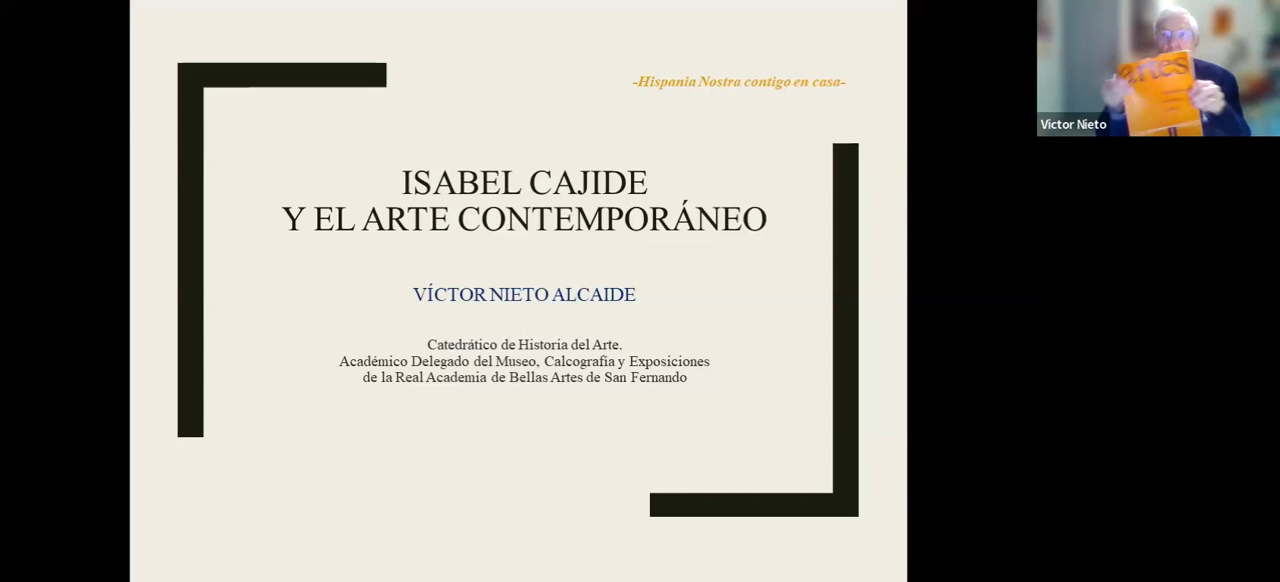 -Hispania Nostra contigo en casa-
ISABEL CAJIDE
Y EL ARTE CONTEMPORÁNEO
VÍCTOR NIETO ALCAIDE
Catedrático de Historia del Arte.
Académico Delegado del Museo, Calcografía y Exposiciones
de la Real Academia de Bellas Artes de San Fernando
artes
Victor Nieto